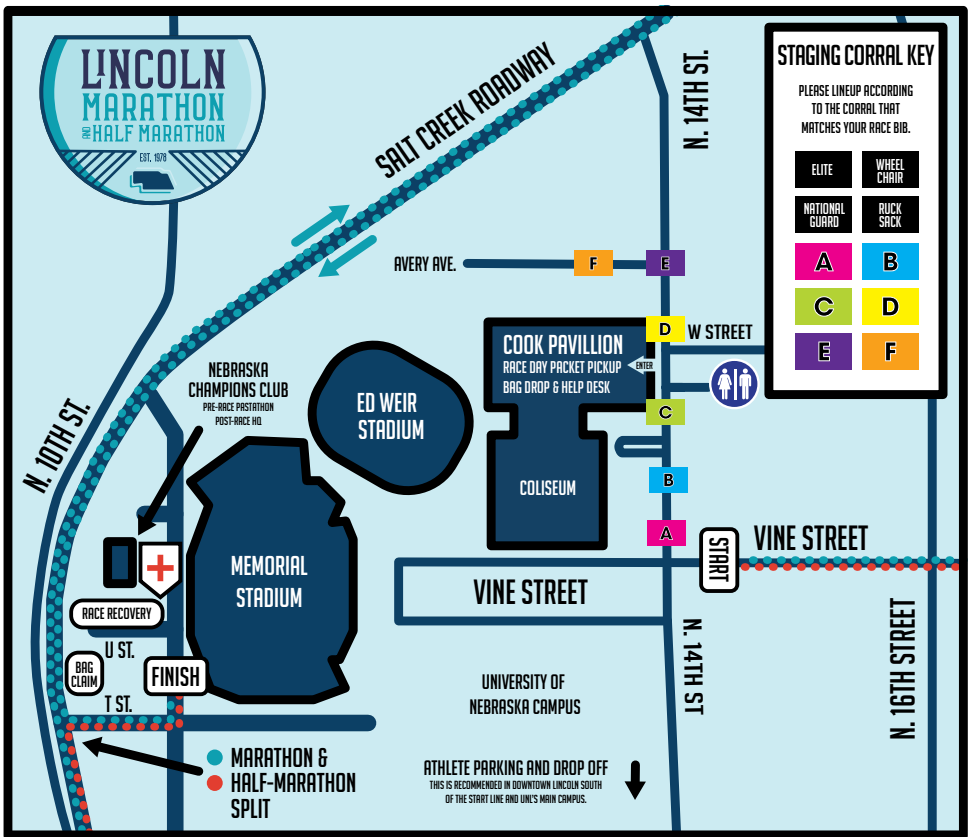 LINCOLN
MARATHON
AND HALF MARATHON
EST. 1978
SALT CREEK ROADWAY
N. 14TH ST.
STAGING CORRAL KEY
PLEASE LINEUP ACCORDING
TO THE CORRAL THAT
MATCHES YOUR RACE BIB.
ELITE
WHEEL
CHAIR
NATIONAL
GUARD
RUCK
SACK
A
B
C
D
E
F
AVERY AVE.
F
E
D
W STREET
COOK PAVILLION
RACE DAY PACKET PICKUP
BAG DROP & HELP DESK
ENTER
C
B
A
COLISEUM
NEBRASKA
CHAMPIONS CLUB
PRE-RACE PASTATHON
POST-RACE HQ
ED WEIR
STADIUM
N. 10TH ST.
MEMORIAL
STADIUM
START
VINE STREET
VINE STREET
RACE RECOVERY
U ST.
BAG
CLAIM
FINISH
T ST.
N. 14TH ST
N. 16TH STREET
UNIVERSITY OF
NEBRASKA CAMPUS
MARATHON &
HALF-MARATHON
SPLIT
ATHLETE PARKING AND DROP OFF
THIS IS RECOMMENDED IN DOWNTOWN LINCOLN SOUTH
OF THE START LINE AND UNL'S MAIN CAMPUS.